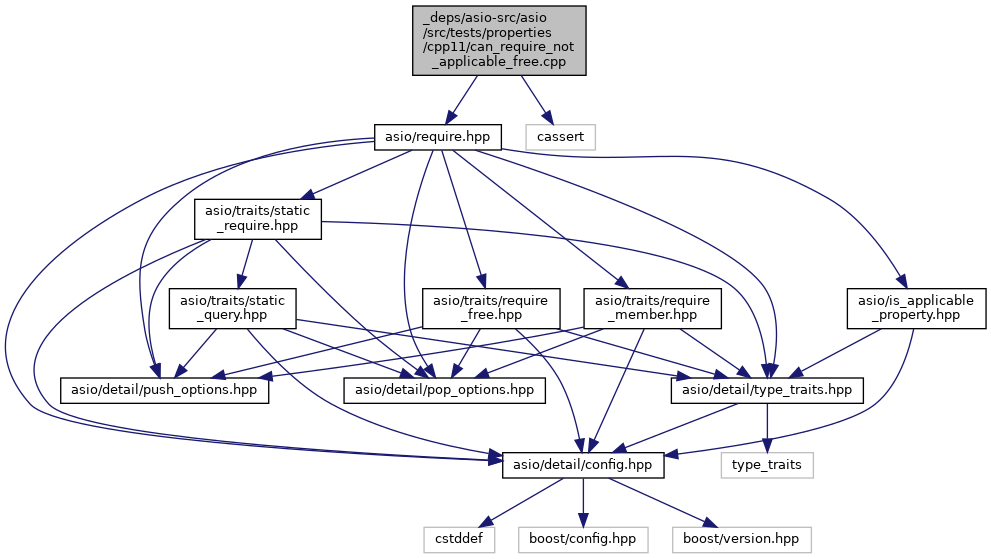 _deps/asio-src/asio
/src/tests/properties
/cpp11/can_require_not
_applicable_free.cpp
asio/require.hpp
cassert
asio/traits/static
_require.hpp
asio/traits/static
_query.hpp
asio/traits/require
_free.hpp
asio/traits/require
_member.hpp
asio/is_applicable
_property.hpp
asio/detail/push_options.hpp
asio/detail/pop_options.hpp
asio/detail/type_traits.hpp
asio/detail/config.hpp
type_traits
cstddef
boost/config.hpp
boost/version.hpp